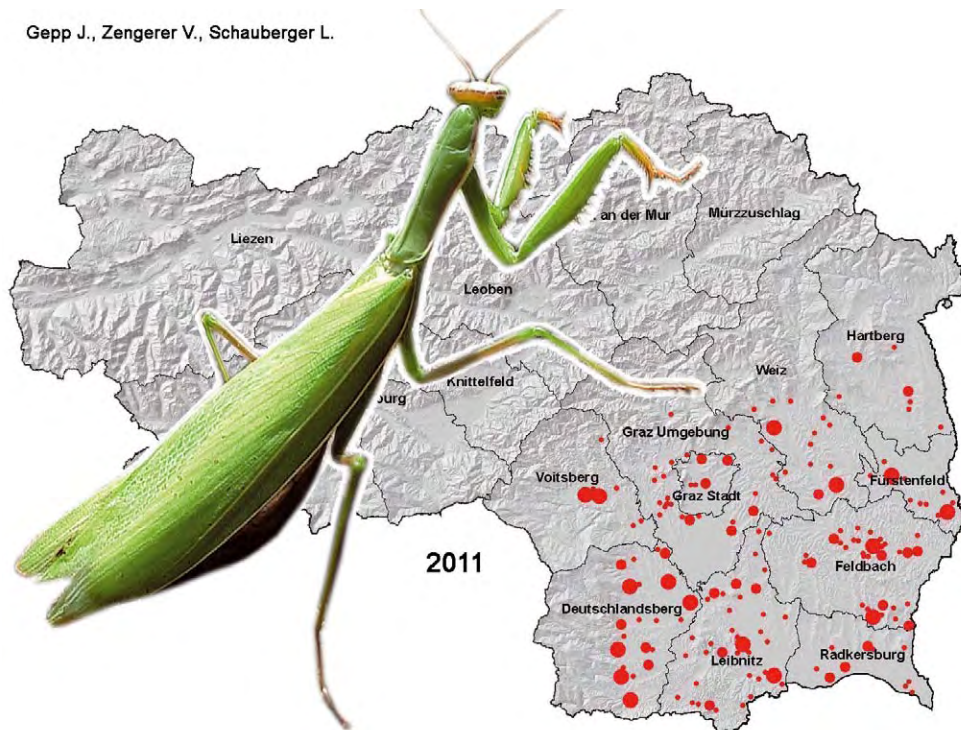 Gepp J., Zengerer V., Schauberger L.
an der Mur
Mürzzuschlag
Liezen
Leoben
Hartberg
Knittelfeld
Weiz
burg
Graz Umgebung
Voitsberg
Fürstenfeld
Graz Stadt
2011
Feldbach
Deutschlandsberg
Leibnitz
Radkersburg